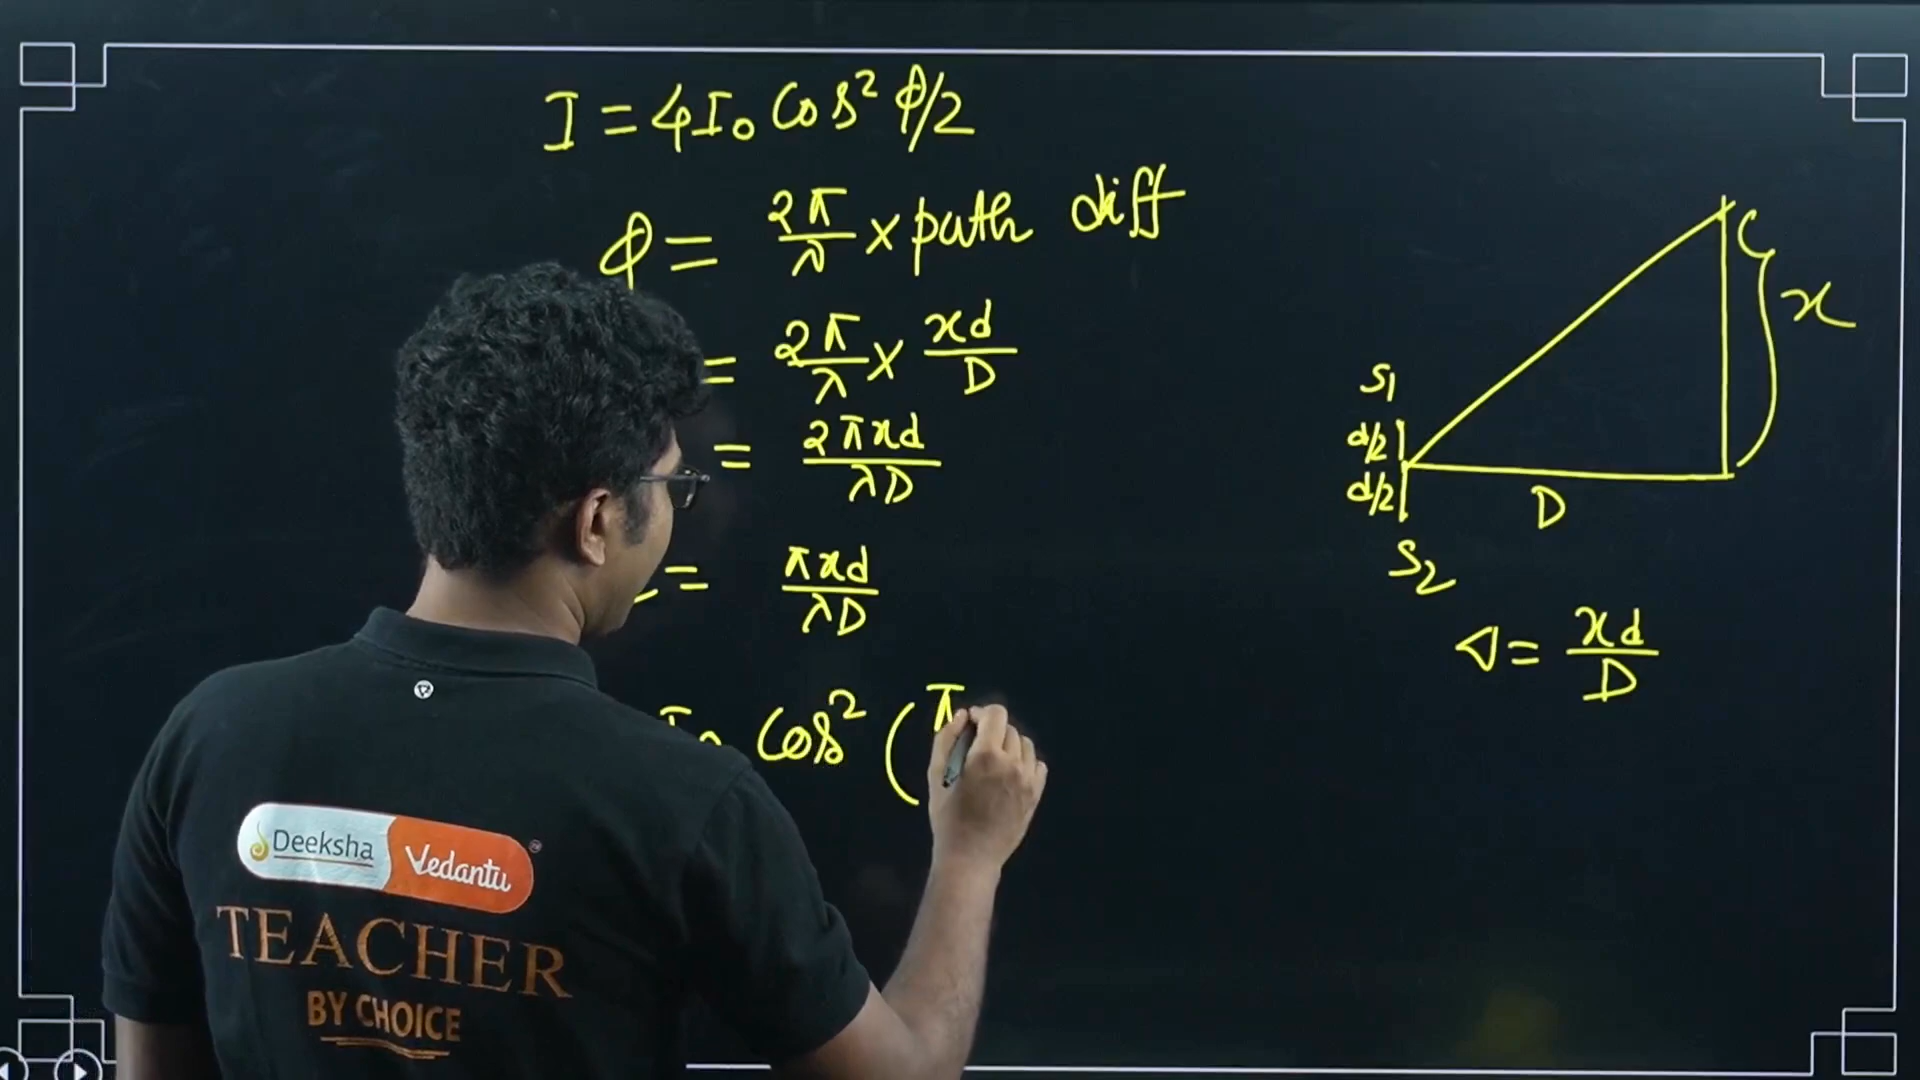 I = 4I₀ Cos² φ/2
φ = 2π/λ × path diff
= 2π/λ × xd/D
= 2πxd/λD
= πxd/λD
I₀ Cos² (π
S1
d/2
d/2
S2
D
x
Δ = xd/D
Deeksha Vedantu
TEACHER
BY CHOICE